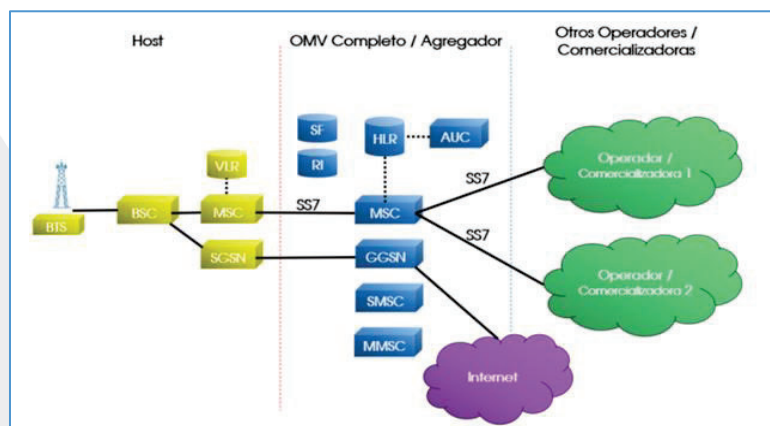 Host
OMV Completo / Agregador
Otros Operadores /
Comercializadoras
SF
HLR
AUC
RI
VLR
BTS
BSC
MSC
SS7
MSC
SS7
SS7
Operador /
Comercializadora 1
SGSN
GGSN
SMSC
MMSC
Operador /
Comercializadora 2
Internet